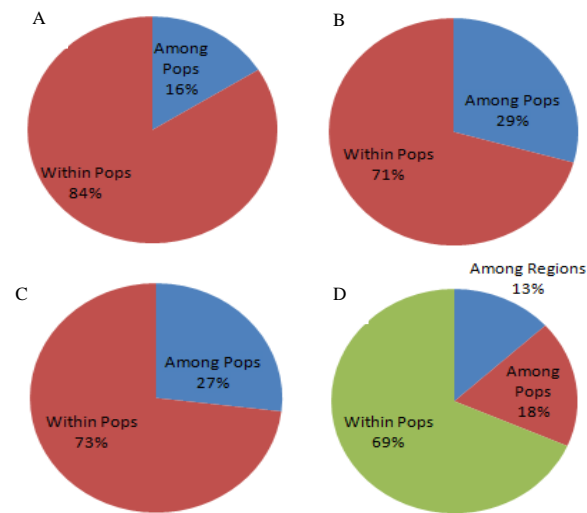 A
Among
Pops
16%
Within Pops
84%
B
Among Pops
29%
Within Pops
71%
C
Among Pops
27%
Within Pops
73%
D
Among Regions
13%
Among
Pops
18%
Within Pops
69%